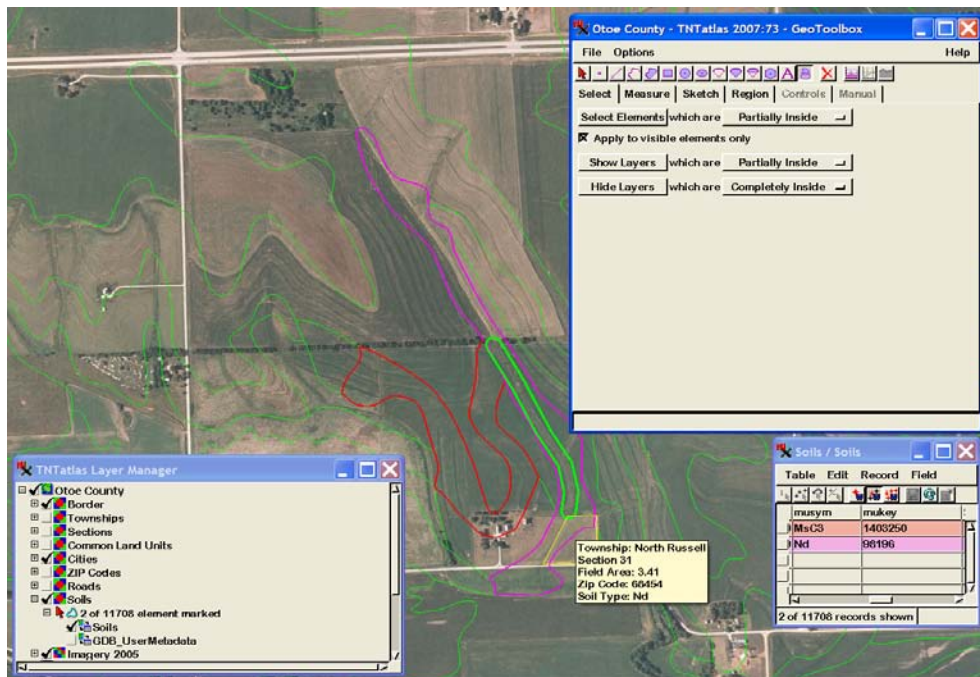 Otoe County - TNTatlas 2007:73 - GeoToolbox
File Options Help
Select Measure Sketch Region Controls Manual
Select Elements which are Partially Inside
Apply to visible elements only
Show Layers which are Partially Inside
Hide Layers which are Completely Inside
TNTatlas Layer Manager
Otoe County
Border
Townships
Sections
Common Land Units
Cities
ZIP Codes
Roads
Soils
2 of 11708 element marked
Soils
GDB_UserMetadata
Imagery 2005
Township: North Russell
Section 31
Field Area: 3.41
Zip Code: 68454
Soil Type: Nd
Soils / Soils
Table Edit Record Field
musym mukey
MsC3 1403250
Nd 98196
2 of 11708 records shown